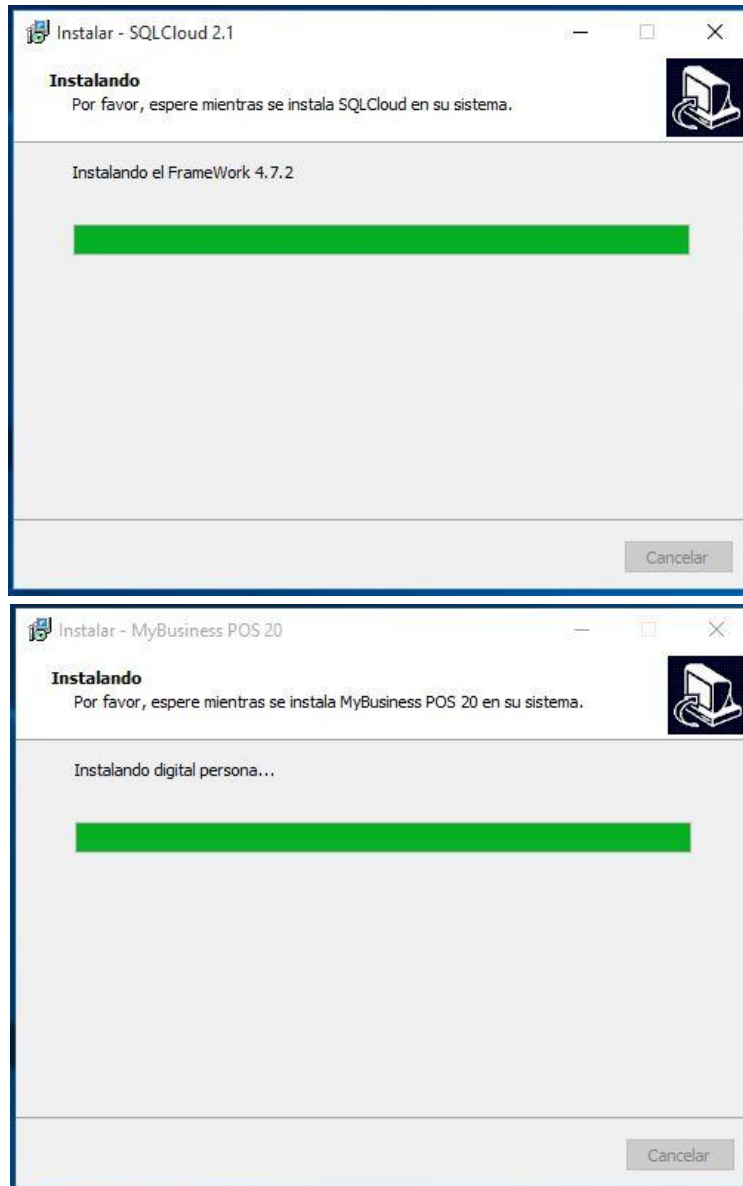 Instalar - SQLCloud 2.1
Instalando
Por favor, espere mientras se instala SQLCloud en su sistema.
Instalando el FrameWork 4.7.2
Cancelar
Instalar - MyBusiness POS 20
Instalando
Por favor, espere mientras se instala MyBusiness POS 20 en su sistema.
Instalando digital persona...
Cancelar